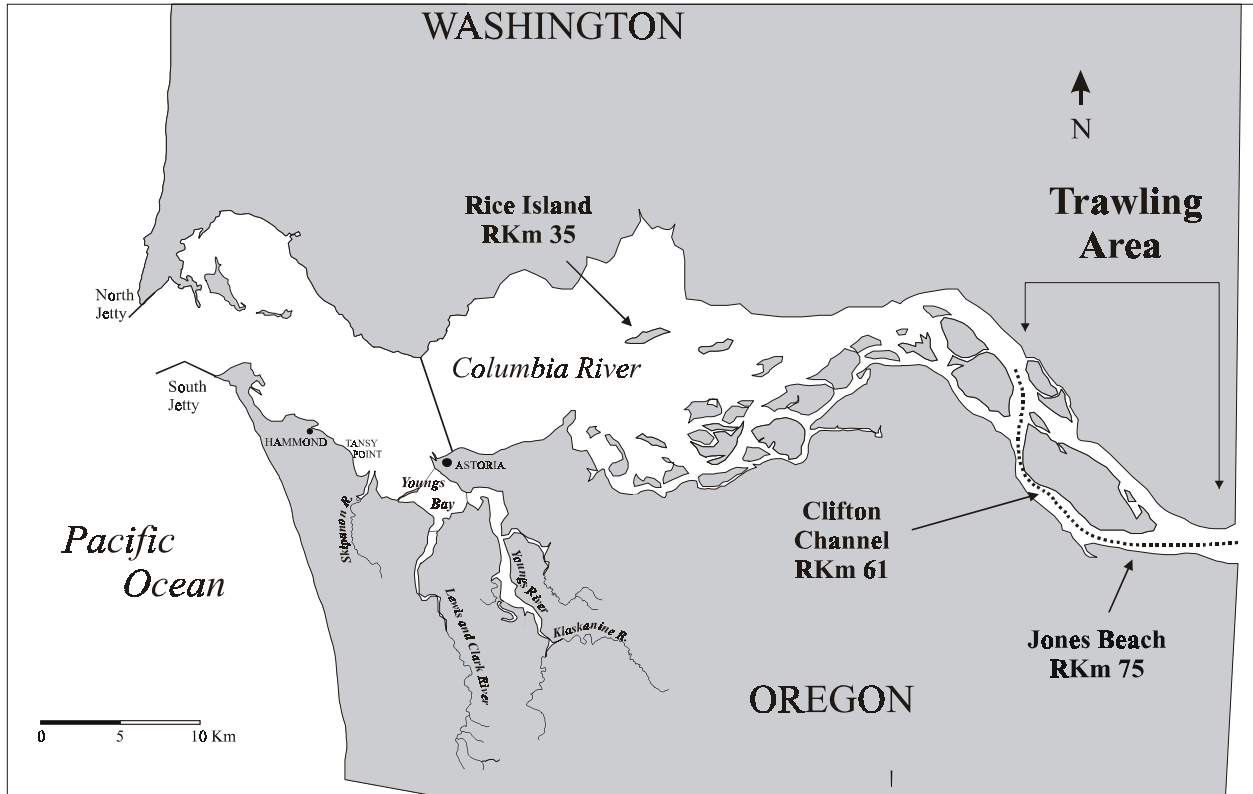 WASHINGTON
N
Trawling
Area
Rice Island
RKm 35
North
Jetty
Columbia River
South
Jetty
HAMMOND
TANSY
POINT
ASTORIA
Youngs
Bay
Skipanon R.
Clifton
Channel
RKm 61
Pacific
Ocean
Youngs River
Lewis and Clark River
Klaskanine R.
Jones Beach
RKm 75
OREGON
0 5 10 Km